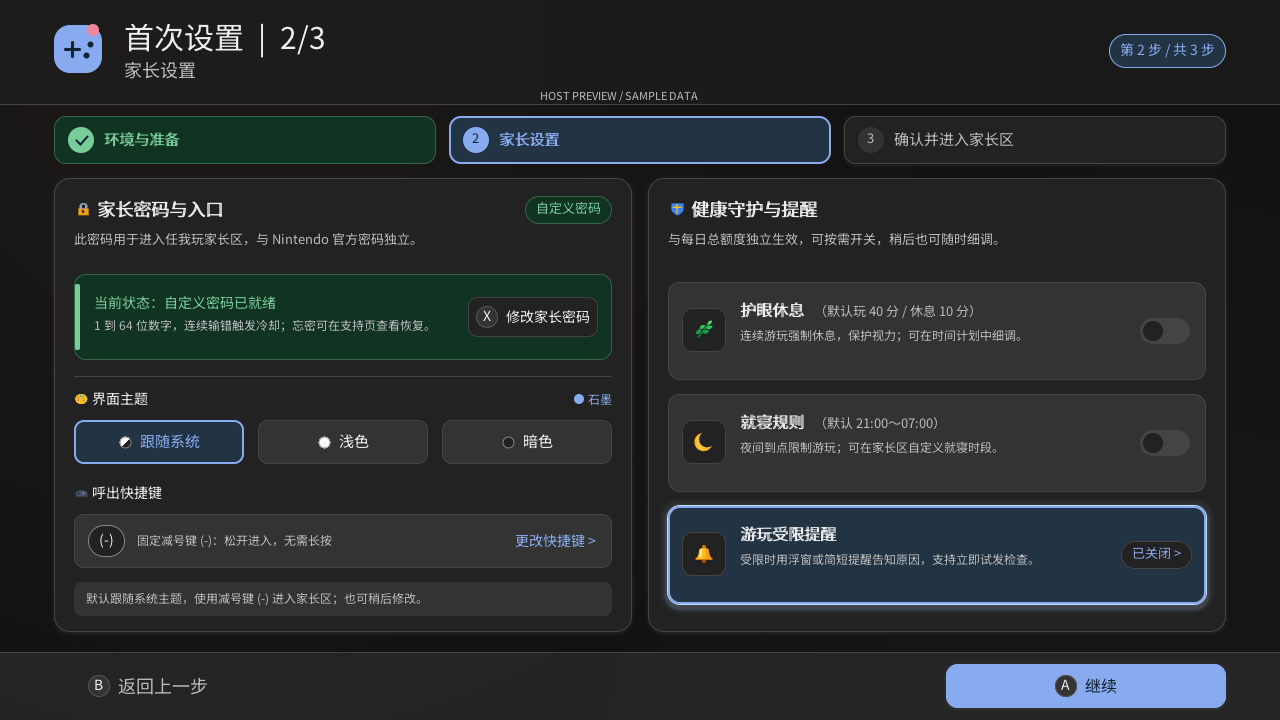 首次设置 │ 2/3
家长设置
第 2 步 / 共 3 步
HOST PREVIEW / SAMPLE DATA
环境与准备
2 家长设置
3 确认并进入家长区
家长密码与入口
自定义密码
此密码用于进入任我玩家长区，与 Nintendo 官方密码独立。
当前状态：自定义密码已就绪
1 到 64 位数字，连续输错触发冷却；忘密可在支持页查看恢复。
X 修改家长密码
界面主题
石墨
跟随系统
浅色
暗色
呼出快捷键
(-) 固定减号键 (-)：松开进入，无需长按
更改快捷键 >
默认跟随系统主题，使用减号键 (-) 进入家长区；也可稍后修改。
健康守护与提醒
与每日总额度独立生效，可按需开关，稍后也可随时细调。
护眼休息 （默认玩 40 分 / 休息 10 分）
连续游玩强制休息，保护视力；可在时间计划中细调。
就寝规则 （默认 21:00～07:00）
夜间到点限制游玩；可在家长区自定义就寝时段。
游玩受限提醒
受限时用浮窗或简短提醒告知原因，支持立即试发检查。
已关闭 >
B 返回上一步
A 继续